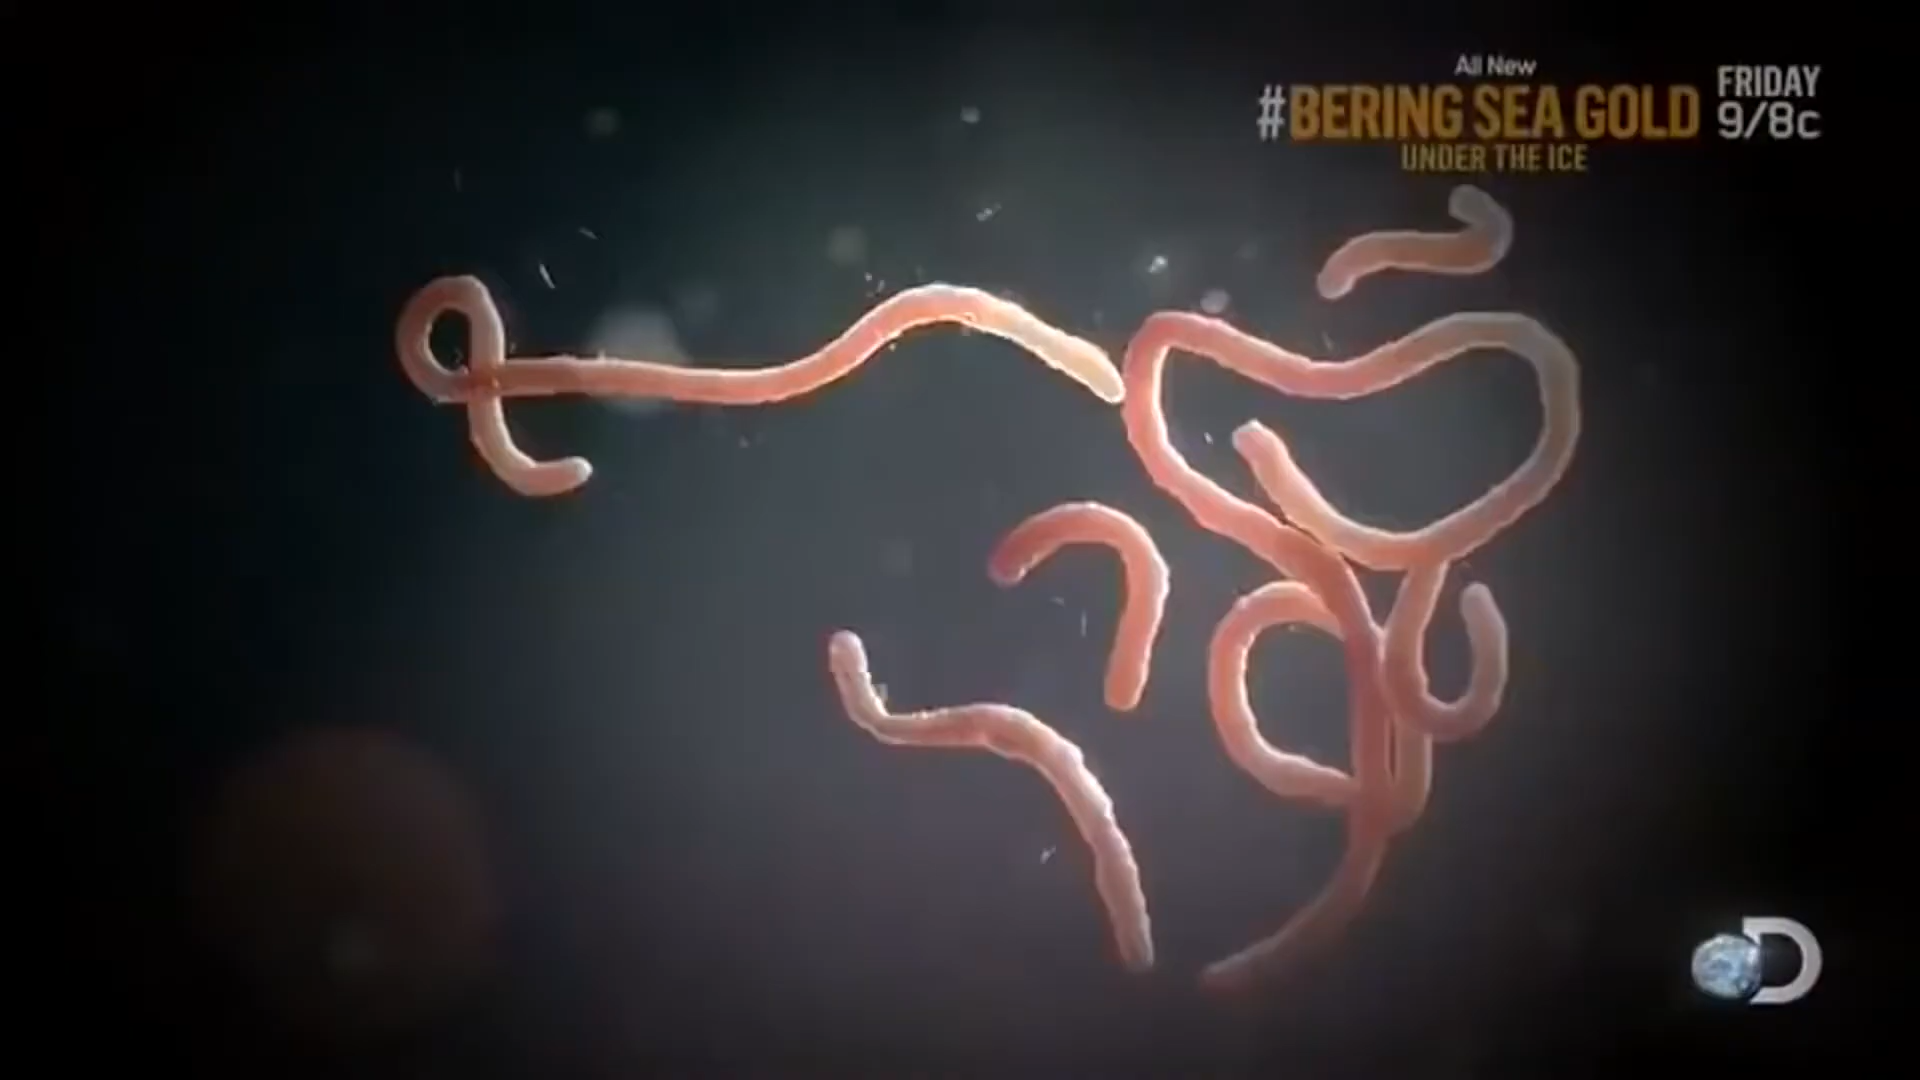 All New
#BERING SEA GOLD
UNDER THE ICE
FRIDAY
9/8c
D